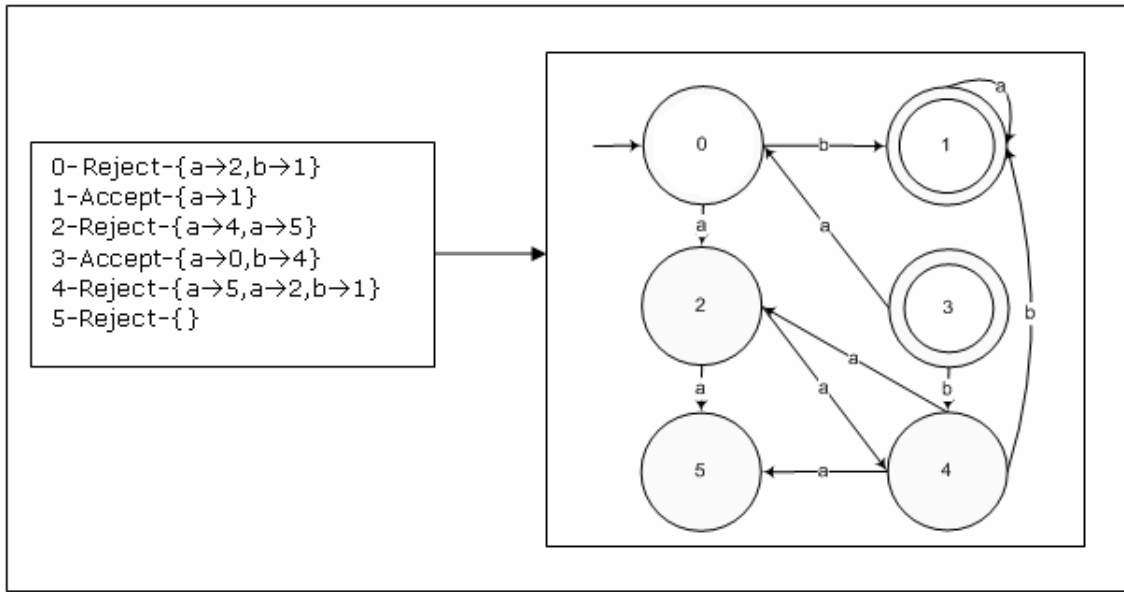 0- Reject-{a→2,b→1}
1-Accept-{a→1}
2-Reject-{a→4,a→5}
3-Accept-{a→0,b→4}
4-Reject-{a→5,a→2,b→1}
5-Reject-{}
a
0
b
1
a
a
2
3
b
a
a
a
b
5
a
4